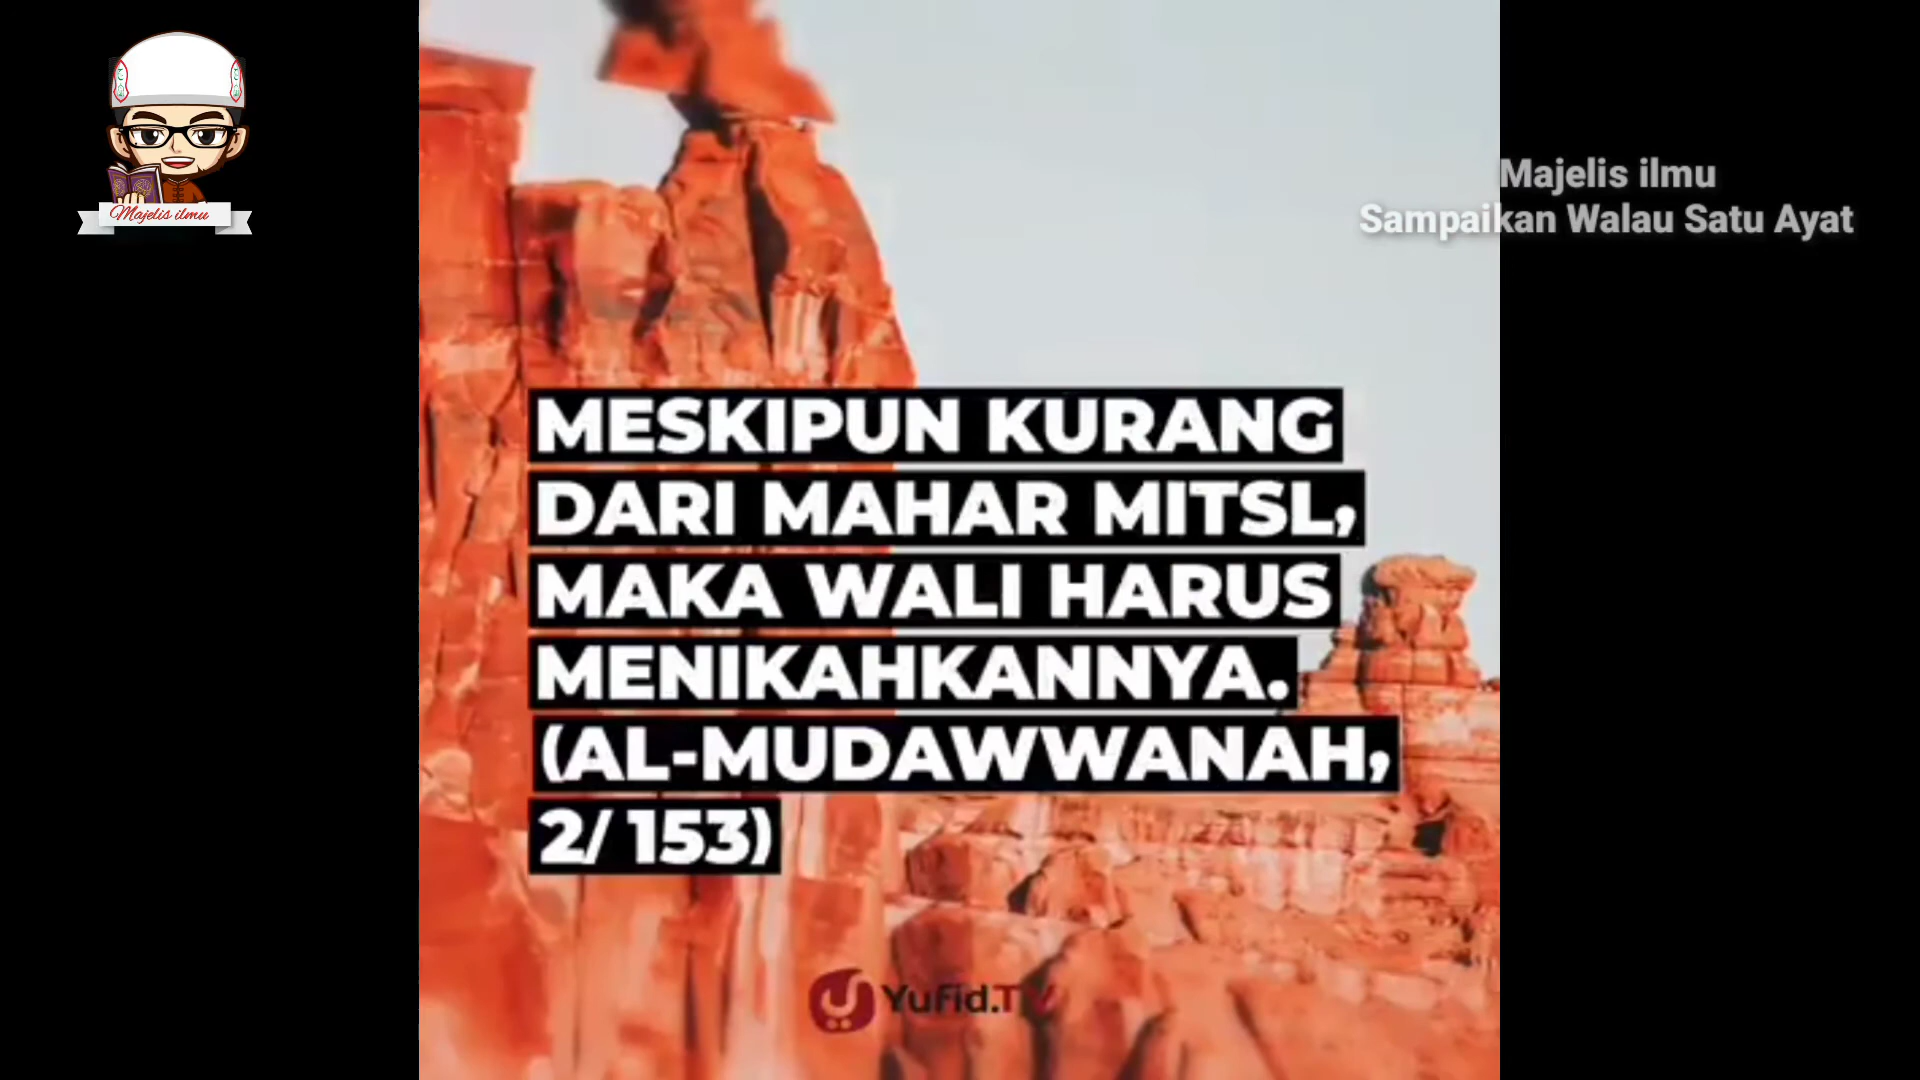 Majelis ilmu
Majelis ilmu
Sampaikan Walau Satu Ayat
MESKIPUN KURANG
DARI MAHAR MITSL,
MAKA WALI HARUS
MENIKAHKANNYA.
(AL-MUDAWWANAH,
2/ 153)
Yufid.TV